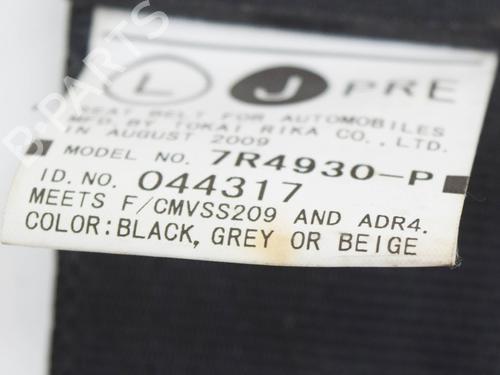 L J PRE
SEAT BELT FOR AUTOMOBILES
MFD. BY TOKAI RIKA CO.,LTD.
IN AUGUST 2009
MODEL NO. 7R4930-P
ID.NO. 044317
MEETS F/CMVSS209 AND ADR4.
COLOR:BLACK, GREY OR BEIGE
B-PARTS